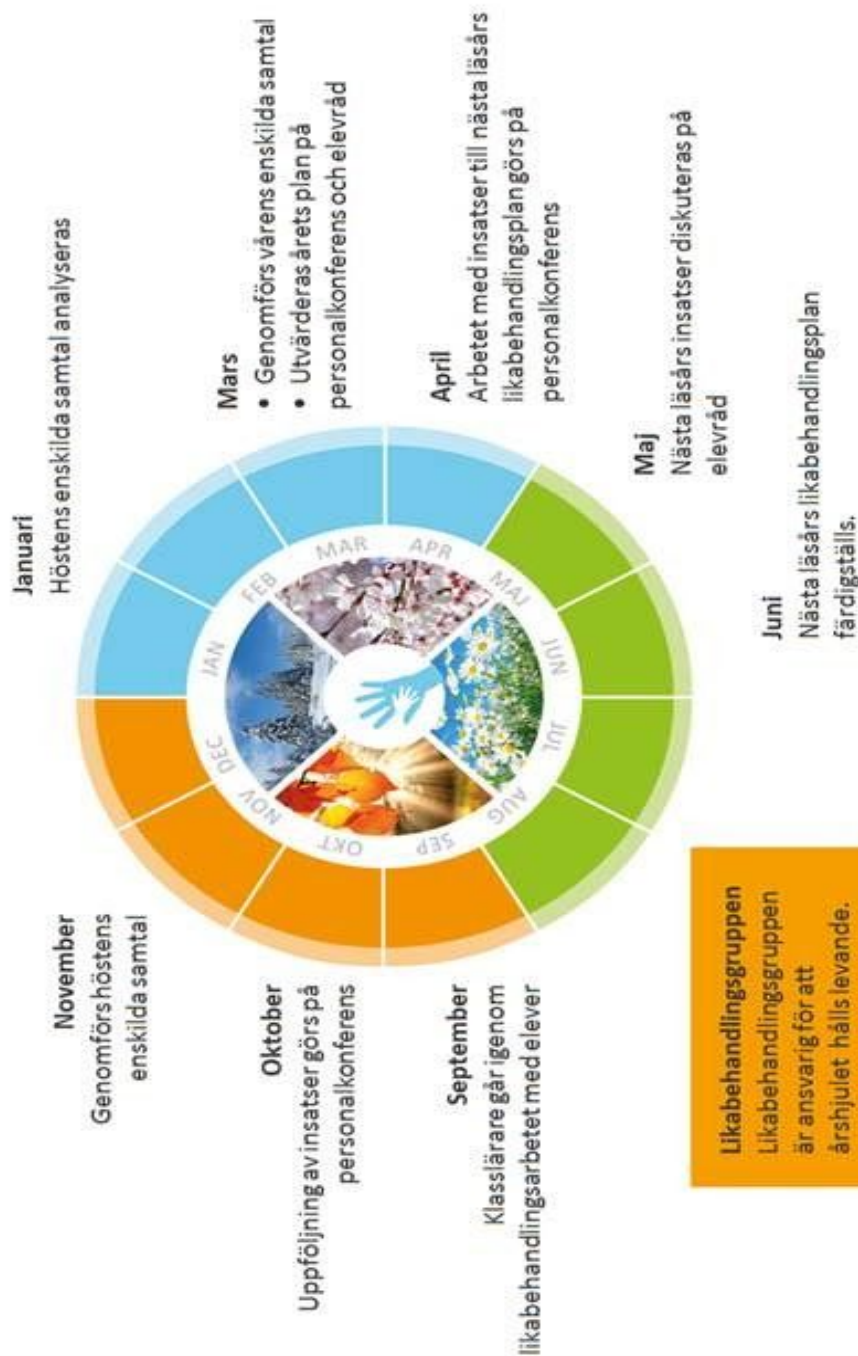 Januari
Höstens enskilda samtal analyseras
Mars
• Genomförs vårens enskilda samtal
• Utvärderas årets plan på
personalkonferens och elevråd
April
Arbetet med insatser till nästa läsårs
likabehandlingsplan görs på
personalkonferens
Maj
Nästa läsårs insatser diskuteras på
elevråd
Juni
Nästa läsårs likabehandlingsplan
färdigställs.
September
Klasslärare går igenom
likabehandlingsarbetet med elever
Oktober
Uppföljning av insatser görs på
personalkonferens
November
Genomförs höstens
enskilda samtal
JAN
FEB
MAR
APR
MAJ
JUN
JUL
AUG
SEP
OKT
NOV
DEC
Likabehandlingsgruppen
Likabehandlingsgruppen
är ansvarig för att
årshjulet hålls levande.